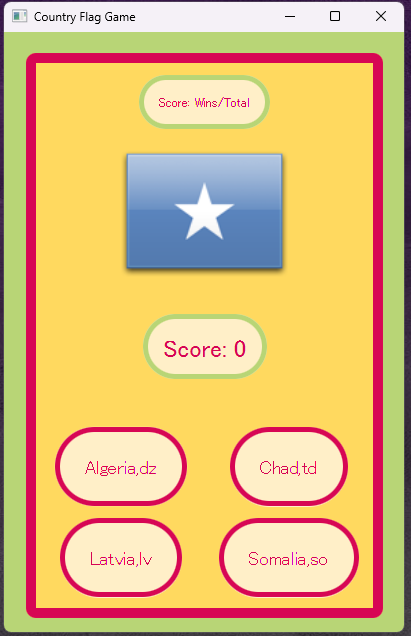 Country Flag Game
Score: Wins/Total
Score: 0
Algeria,dz
Chad,td
Latvia,lv
Somalia,so